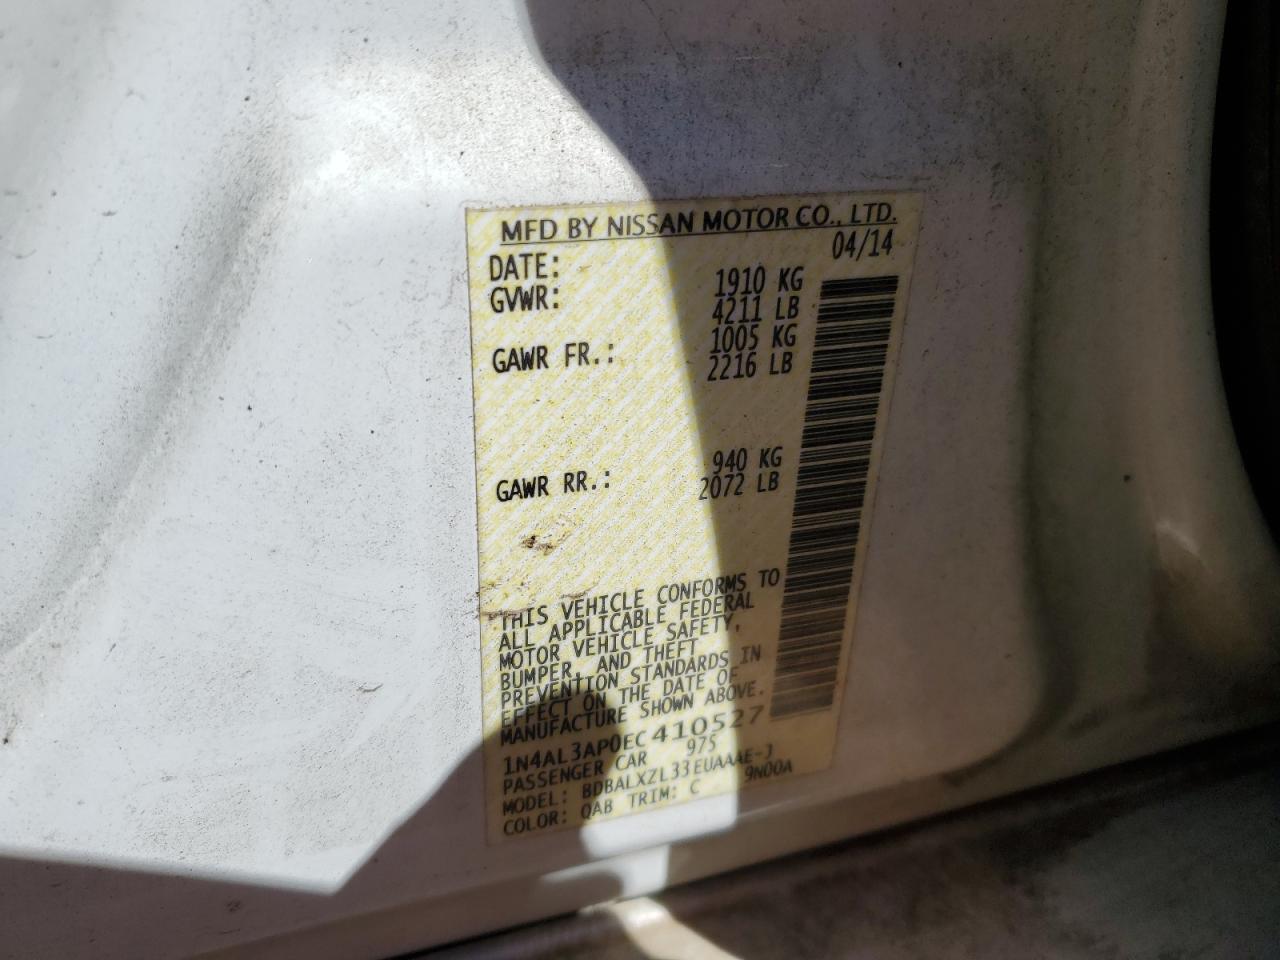 MFD BY NISSAN MOTOR CO., LTD.
DATE: 04/14
GVWR: 1910 KG
4211 LB
GAWR FR.: 1005 KG
2216 LB
GAWR RR.: 940 KG
2072 LB
THIS VEHICLE CONFORMS TO
ALL APPLICABLE FEDERAL
MOTOR VEHICLE SAFETY,
BUMPER, AND THEFT
PREVENTION STANDARDS IN
EFFECT ON THE DATE OF
MANUFACTURE SHOWN ABOVE.
1N4AL3AP0EC410527
PASSENGER CAR 975
MODEL: BDBALXZL33EUAAAE-J
COLOR: QAB TRIM: C 9N00A